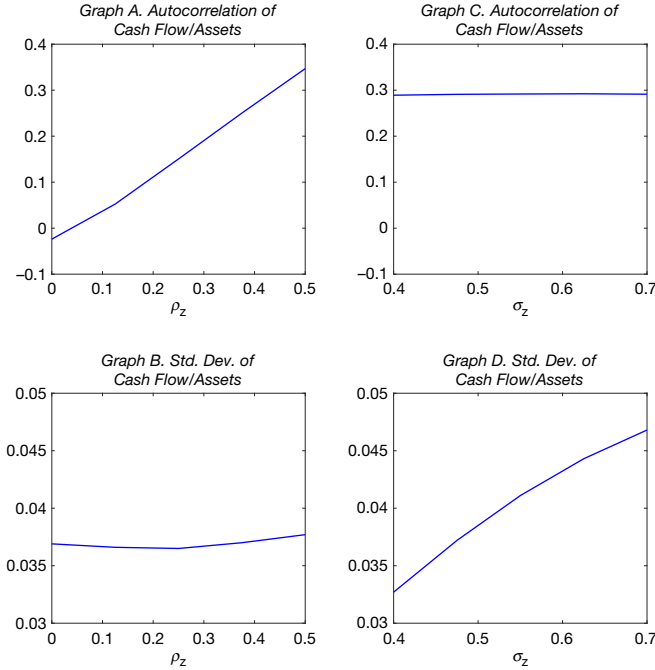 Graph A. Autocorrelation of
Cash Flow/Assets
0.4
0.3
0.2
0.1
0
−0.1
0 0.1 0.2 0.3 0.4 0.5
ρz
Graph C. Autocorrelation of
Cash Flow/Assets
0.4
0.3
0.2
0.1
0
−0.1
0.4 0.5 0.6 0.7
σz
Graph B. Std. Dev. of
Cash Flow/Assets
0.05
0.045
0.04
0.035
0.03
0 0.1 0.2 0.3 0.4 0.5
ρz
Graph D. Std. Dev. of
Cash Flow/Assets
0.05
0.045
0.04
0.035
0.03
0.4 0.5 0.6 0.7
σz